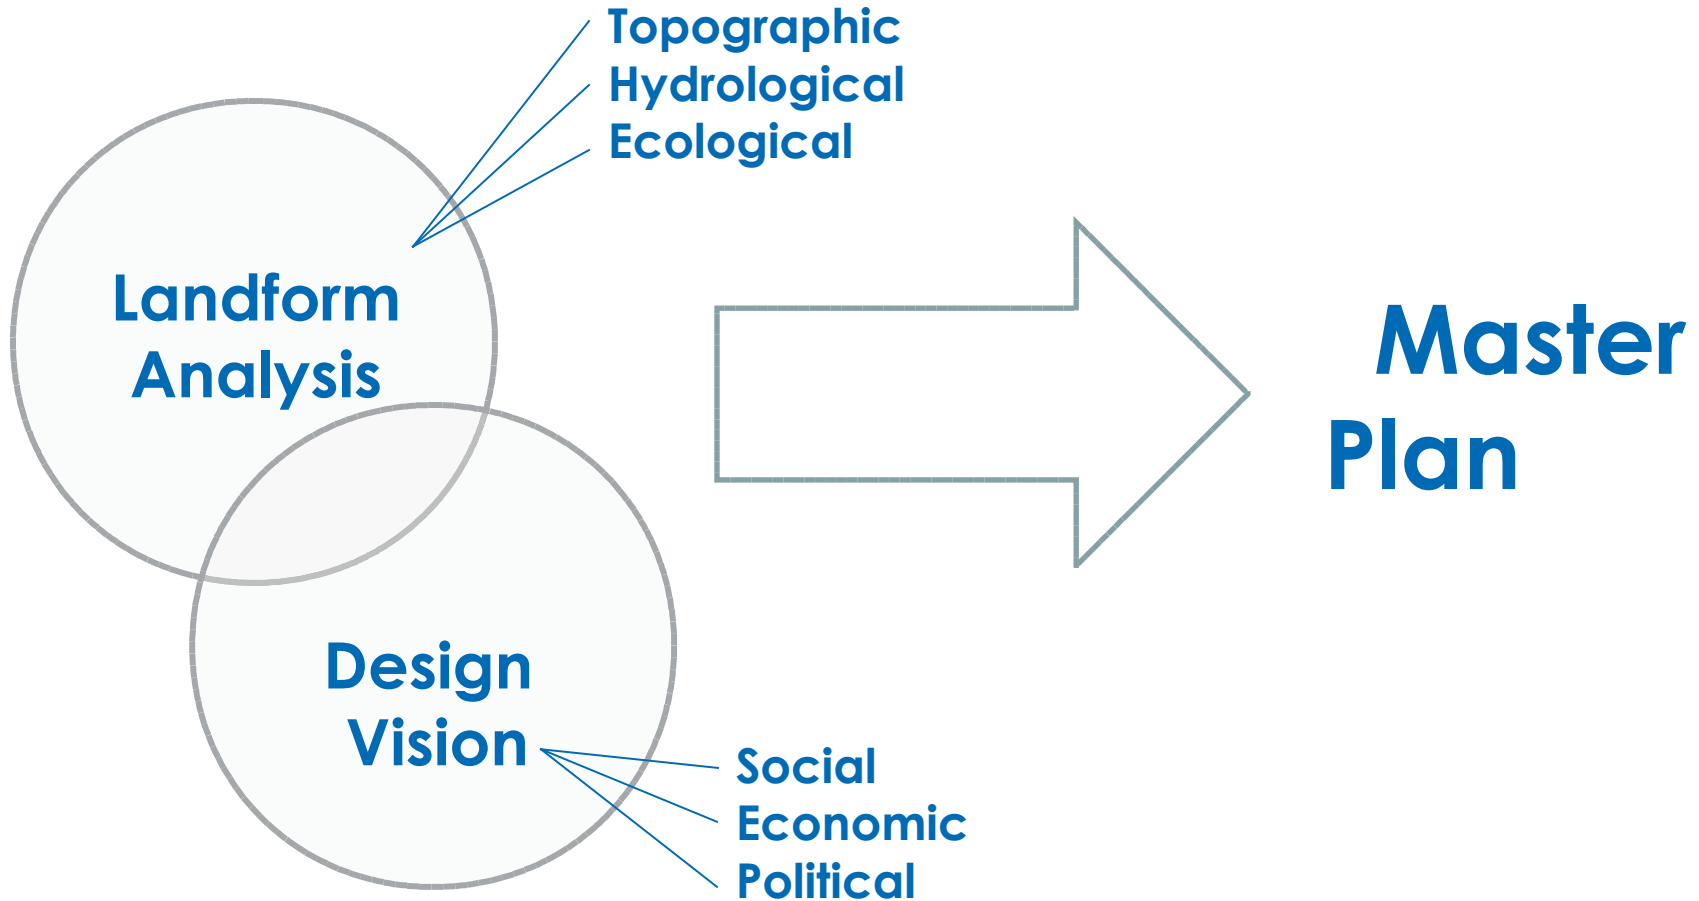 Topographic
Hydrological
Ecological
Landform
Analysis
Master
Plan
Design
Vision
Social
Economic
Political